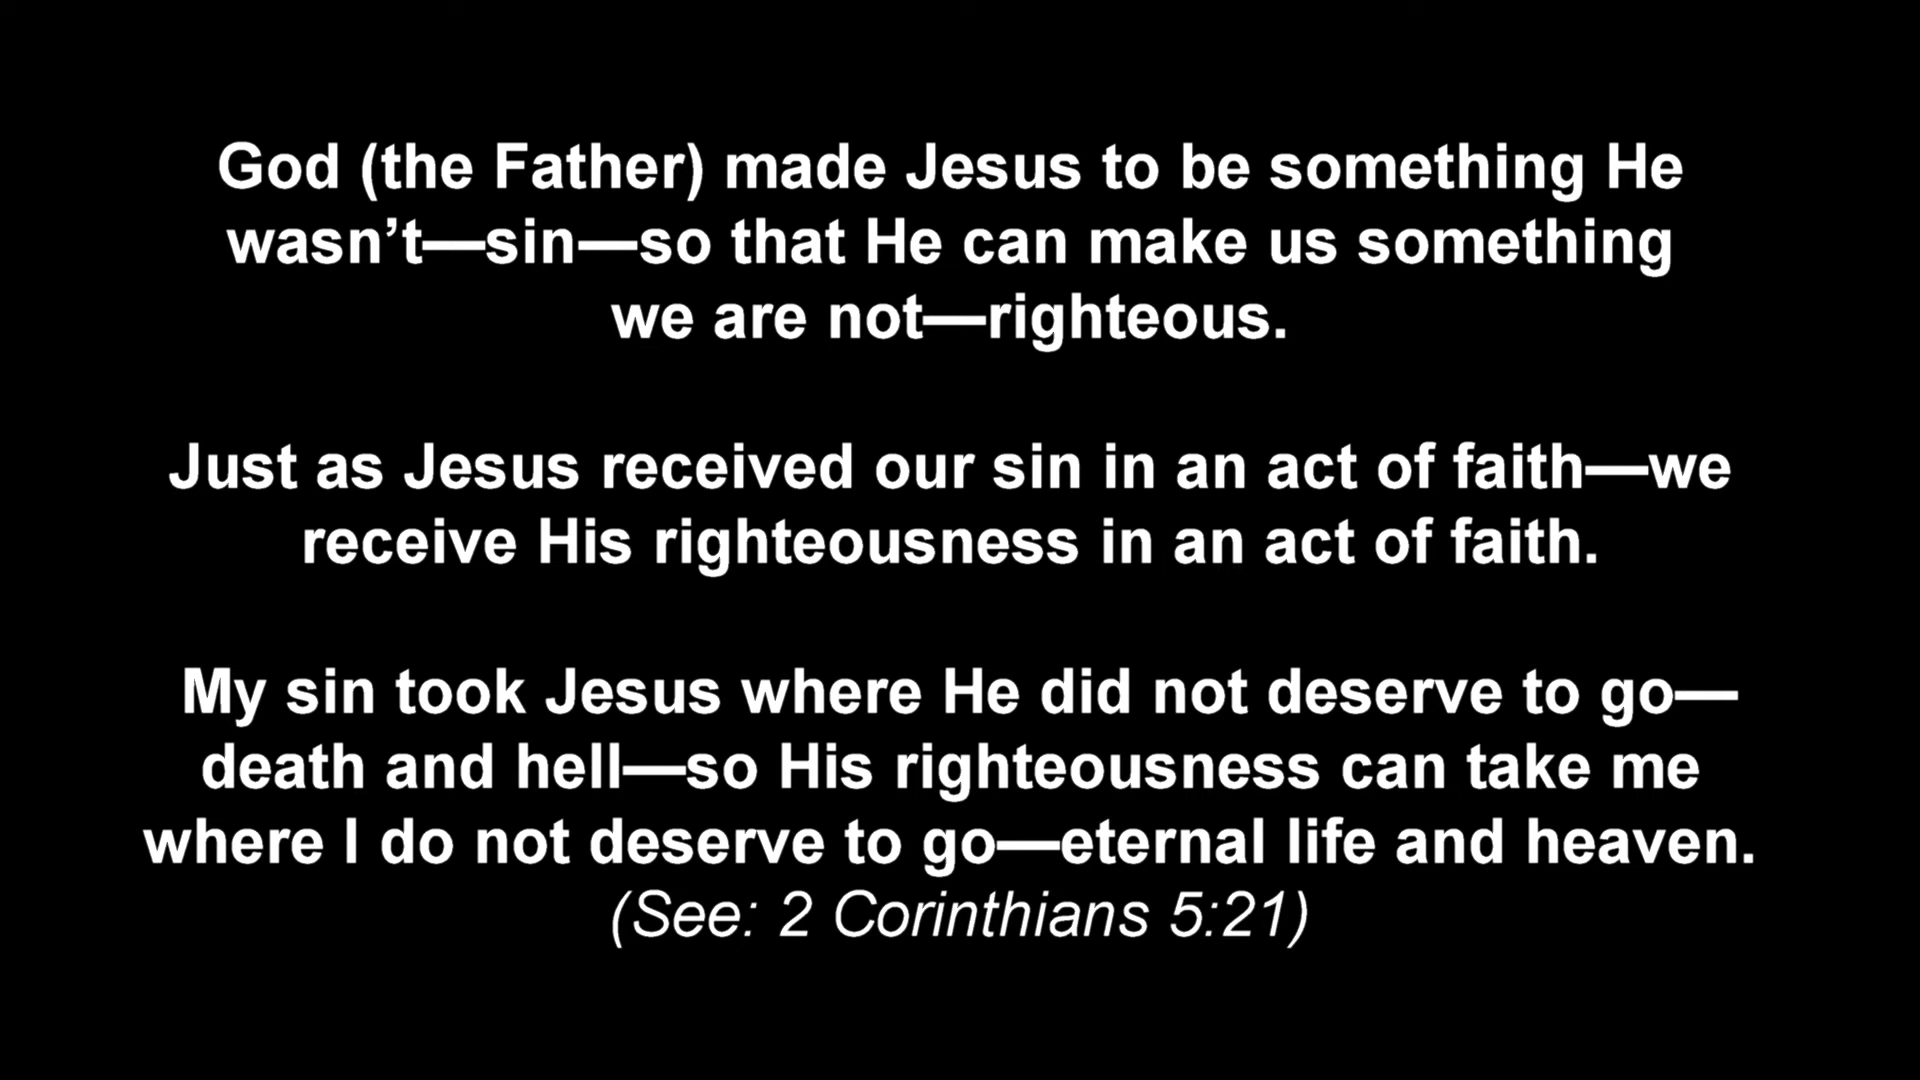 God (the Father) made Jesus to be something He
wasn’t—sin—so that He can make us something
we are not—righteous.
Just as Jesus received our sin in an act of faith—we
receive His righteousness in an act of faith.
My sin took Jesus where He did not deserve to go—
death and hell—so His righteousness can take me
where I do not deserve to go—eternal life and heaven.
(See: 2 Corinthians 5:21)